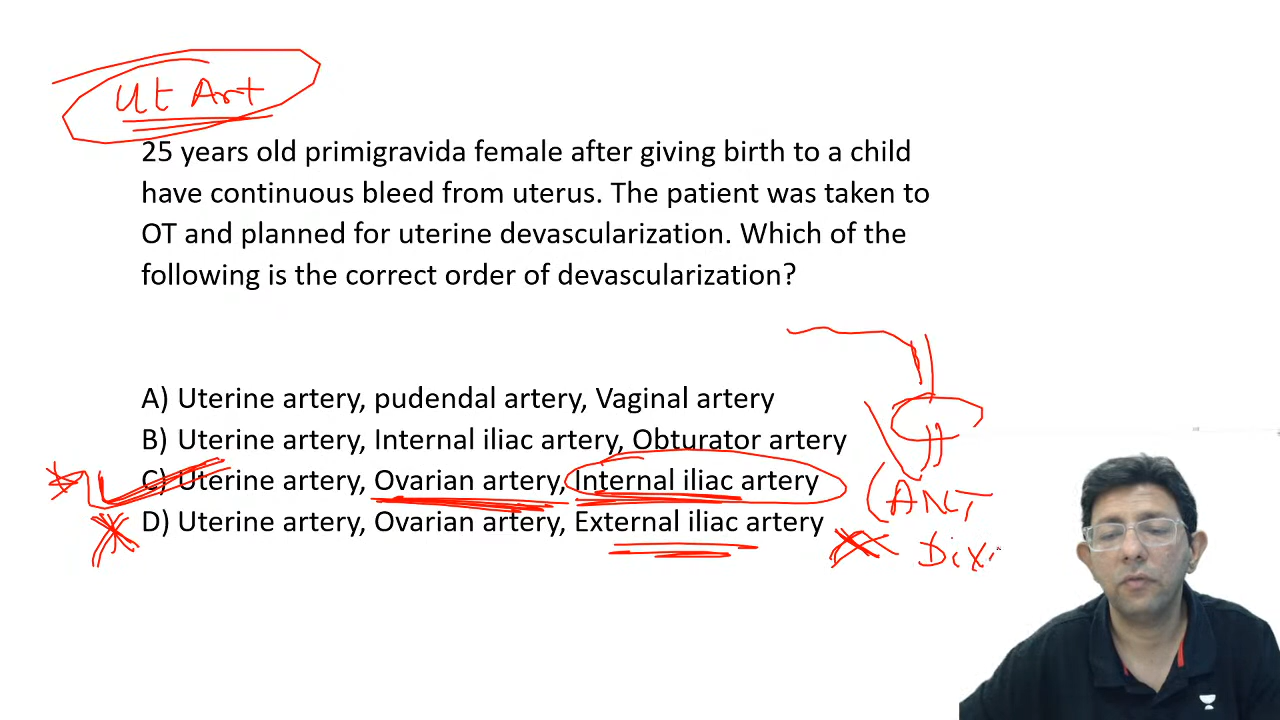 Ut Art
25 years old primigravida female after giving birth to a child
have continuous bleed from uterus. The patient was taken to
OT and planned for uterine devascularization. Which of the
following is the correct order of devascularization?
A) Uterine artery, pudendal artery, Vaginal artery
B) Uterine artery, Internal iliac artery, Obturator artery
C) Uterine artery, Ovarian artery, Internal iliac artery
D) Uterine artery, Ovarian artery, External iliac artery
(ANT